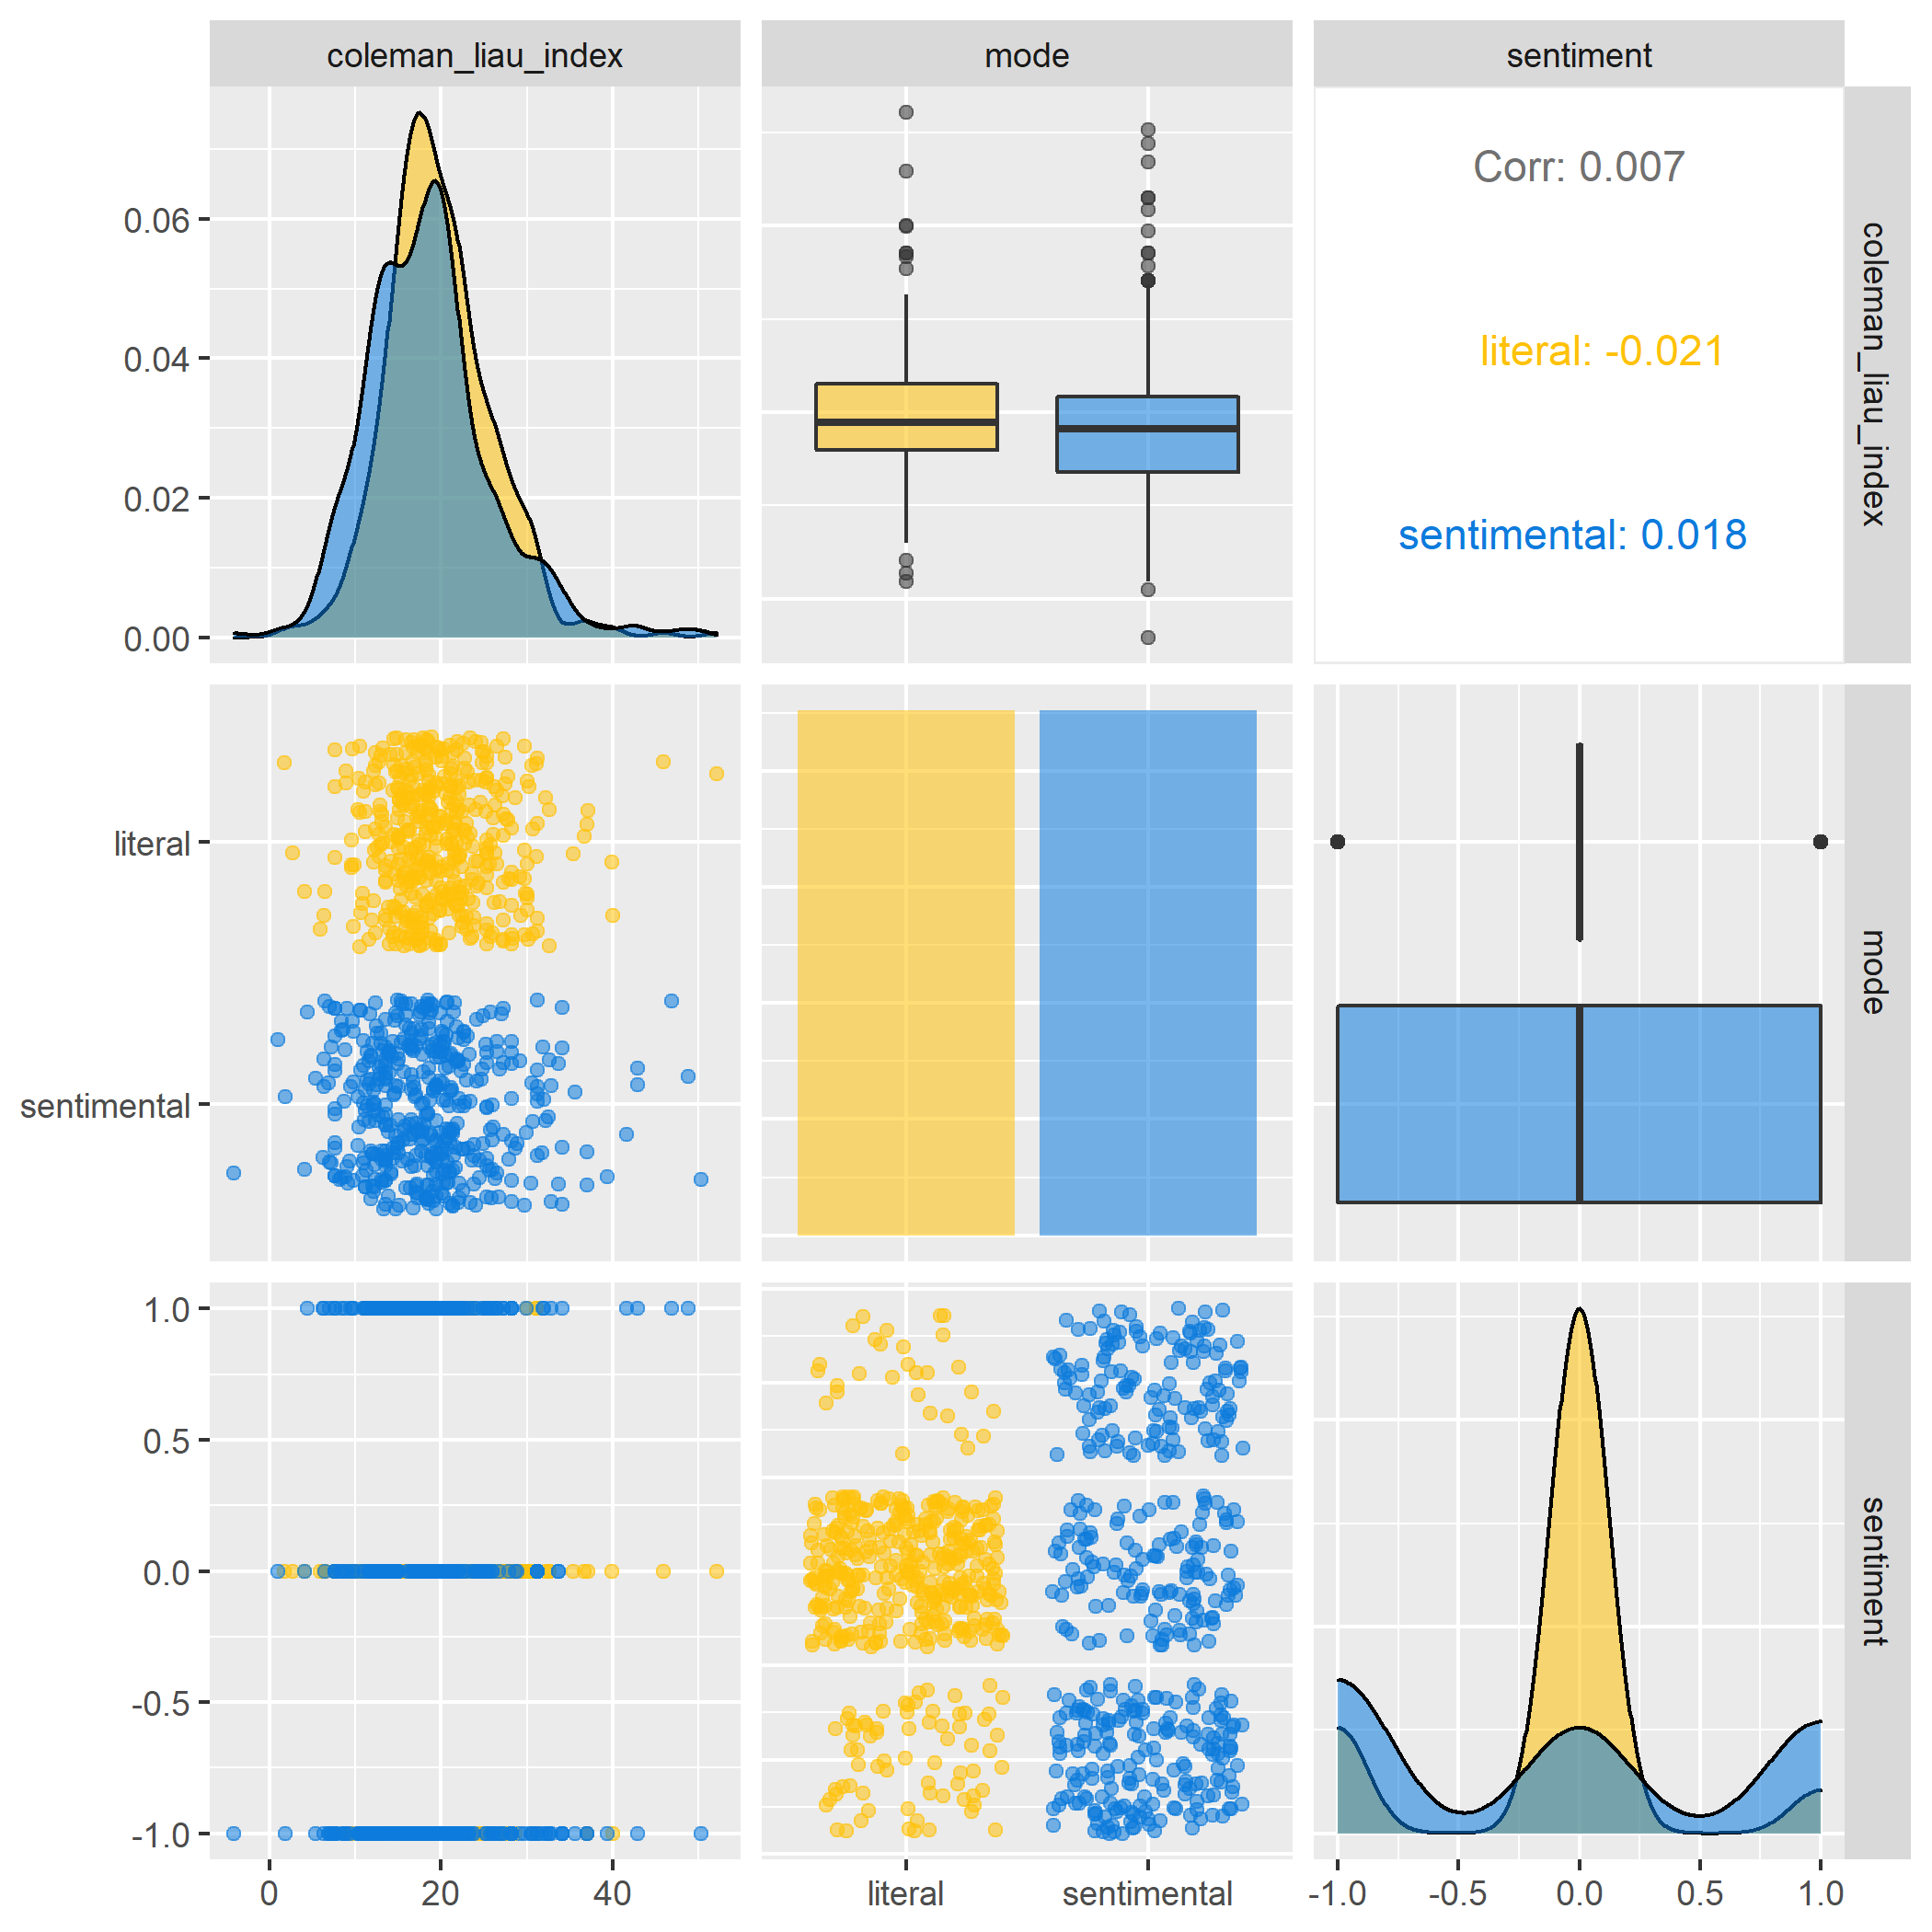 coleman_liau_index
mode
sentiment
0.06
0.04
0.02
0.00
Corr: 0.007
literal: -0.021
sentimental: 0.018
coleman_liau_index
literal
sentimental
mode
1.0
0.5
0.0
-0.5
-1.0
sentiment
0 20 40
literal sentimental
-1.0 -0.5 0.0 0.5 1.0